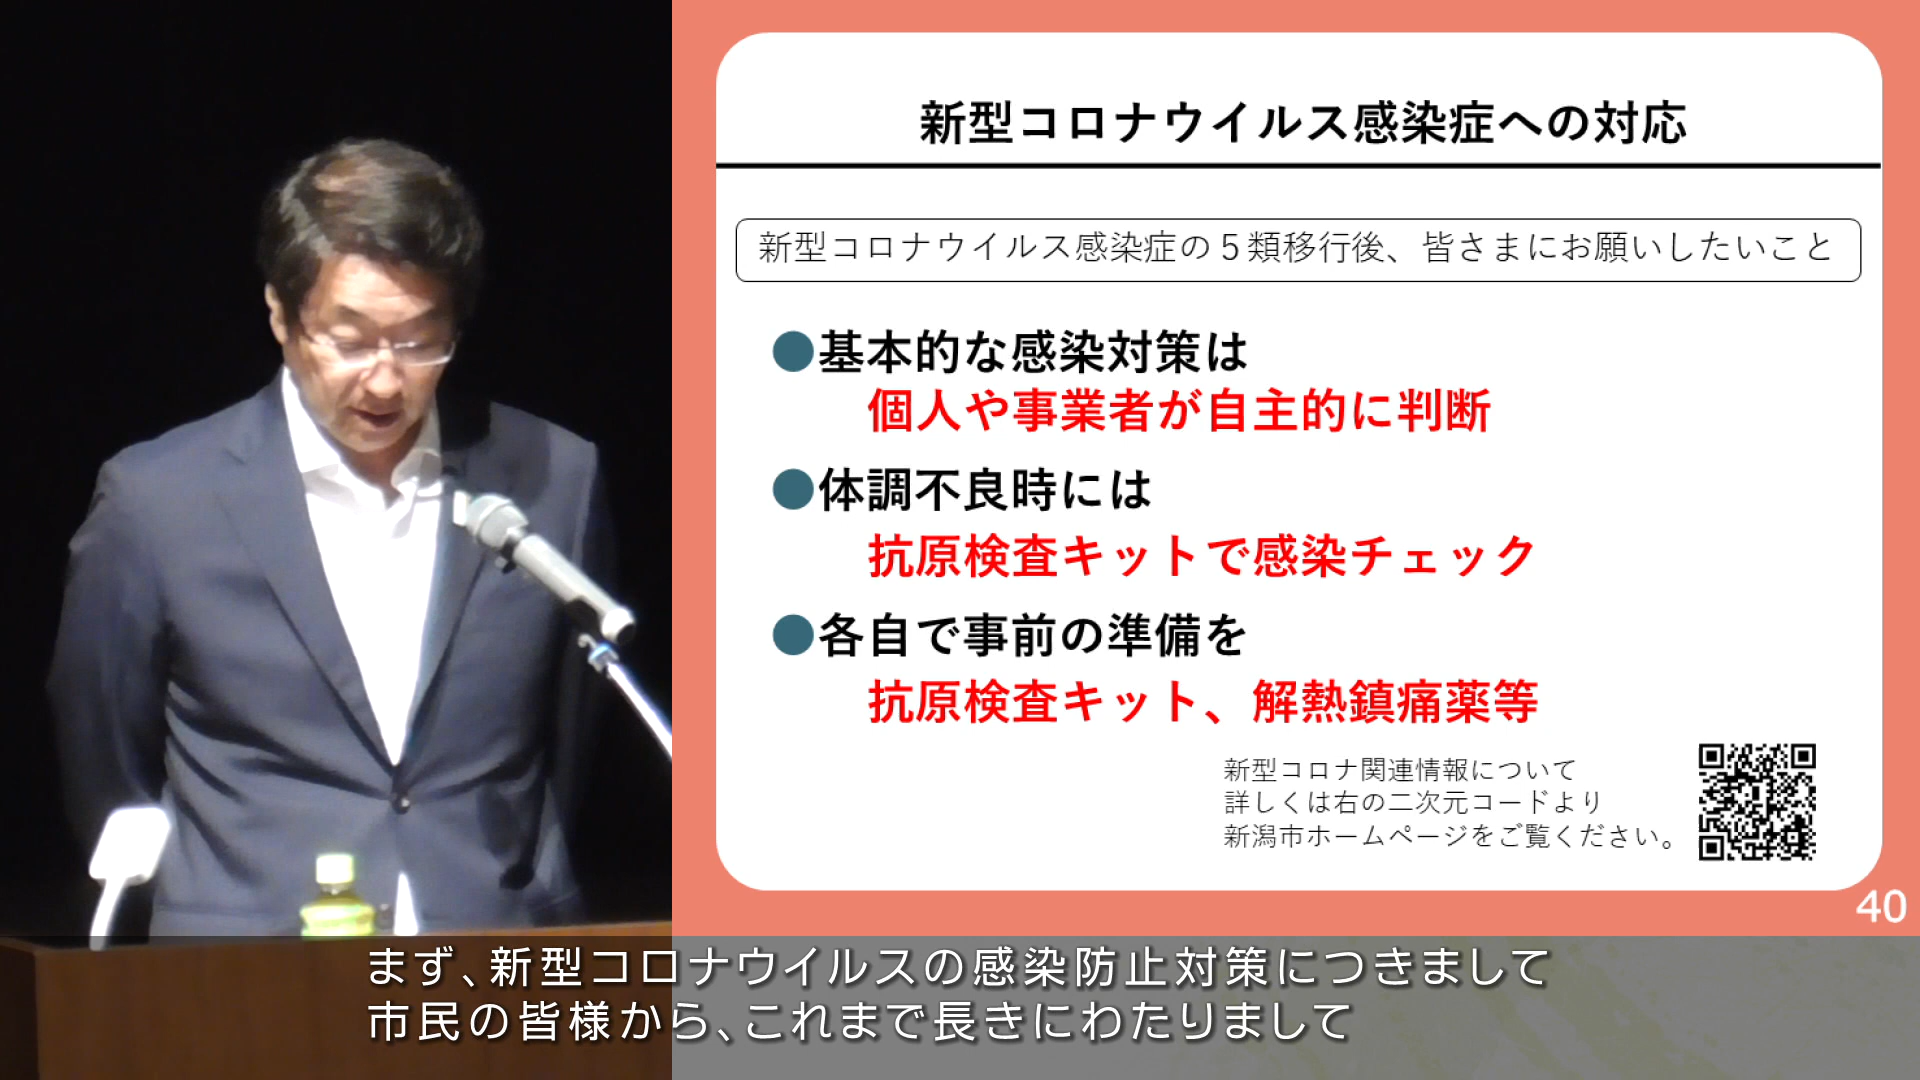 新型コロナウイルス感染症への対応
新型コロナウイルス感染症の５類移行後、皆さまにお願いしたいこと
●基本的な感染対策は
個人や事業者が自主的に判断
●体調不良時には
抗原検査キットで感染チェック
●各自で事前の準備を
抗原検査キット、解熱鎮痛薬等
新型コロナ関連情報について
詳しくは右の二次元コードより
新潟市ホームページをご覧ください。
40
まず、新型コロナウイルスの感染防止対策につきまして
市民の皆様から、これまで長きにわたりまして